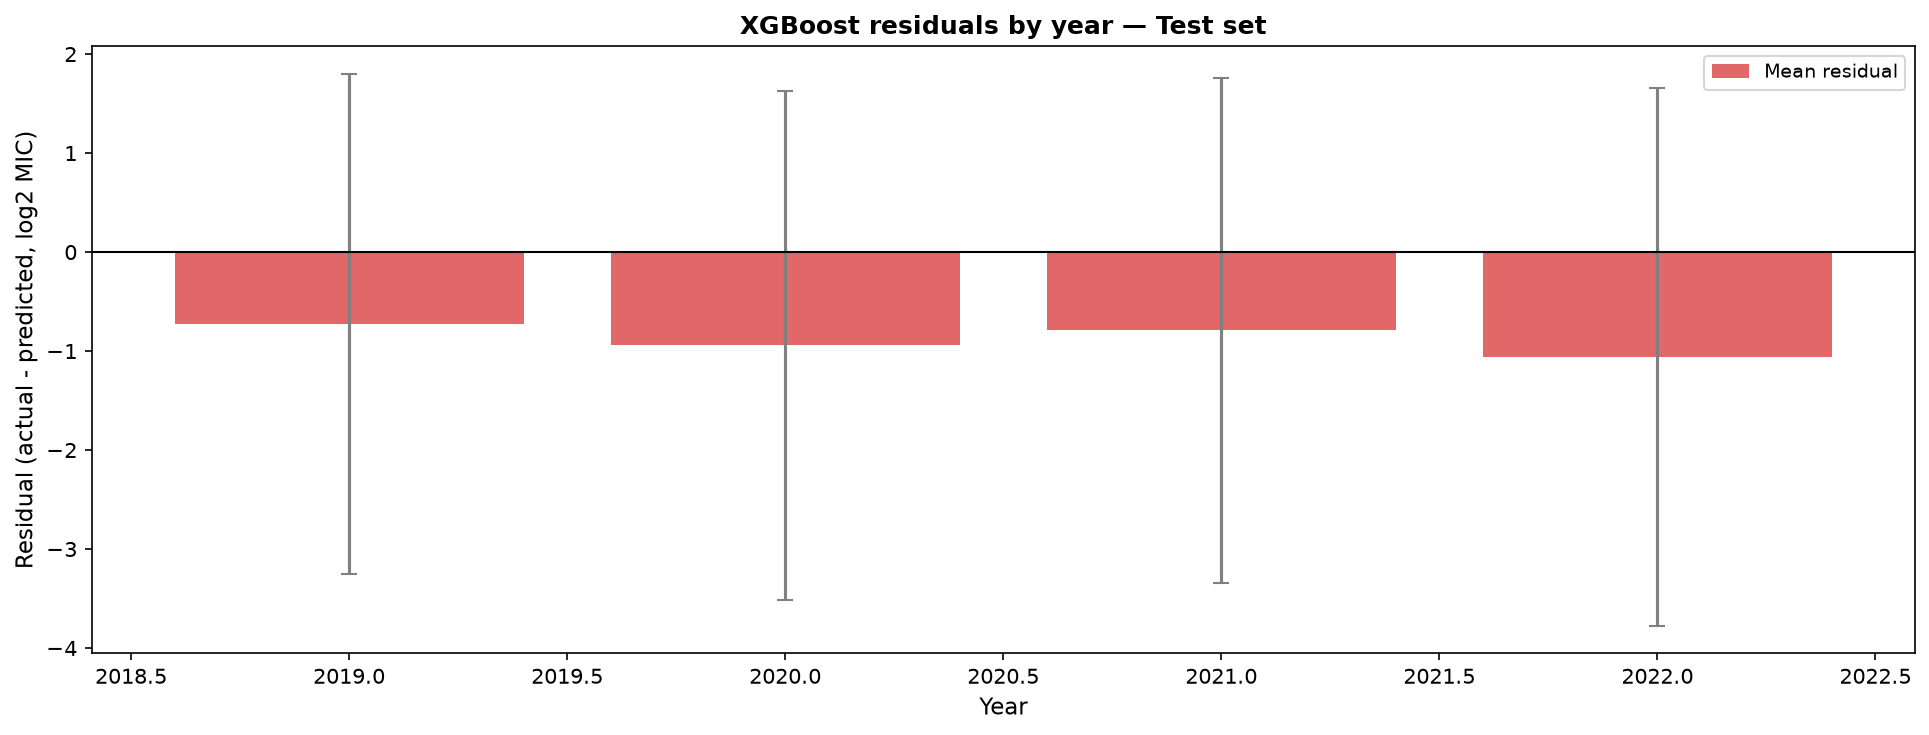 XGBoost residuals by year — Test set
Mean residual
Residual (actual - predicted, log2 MIC)
2
1
0
−1
−2
−3
−4
2018.5 2019.0 2019.5 2020.0 2020.5 2021.0 2021.5 2022.0 2022.5
Year